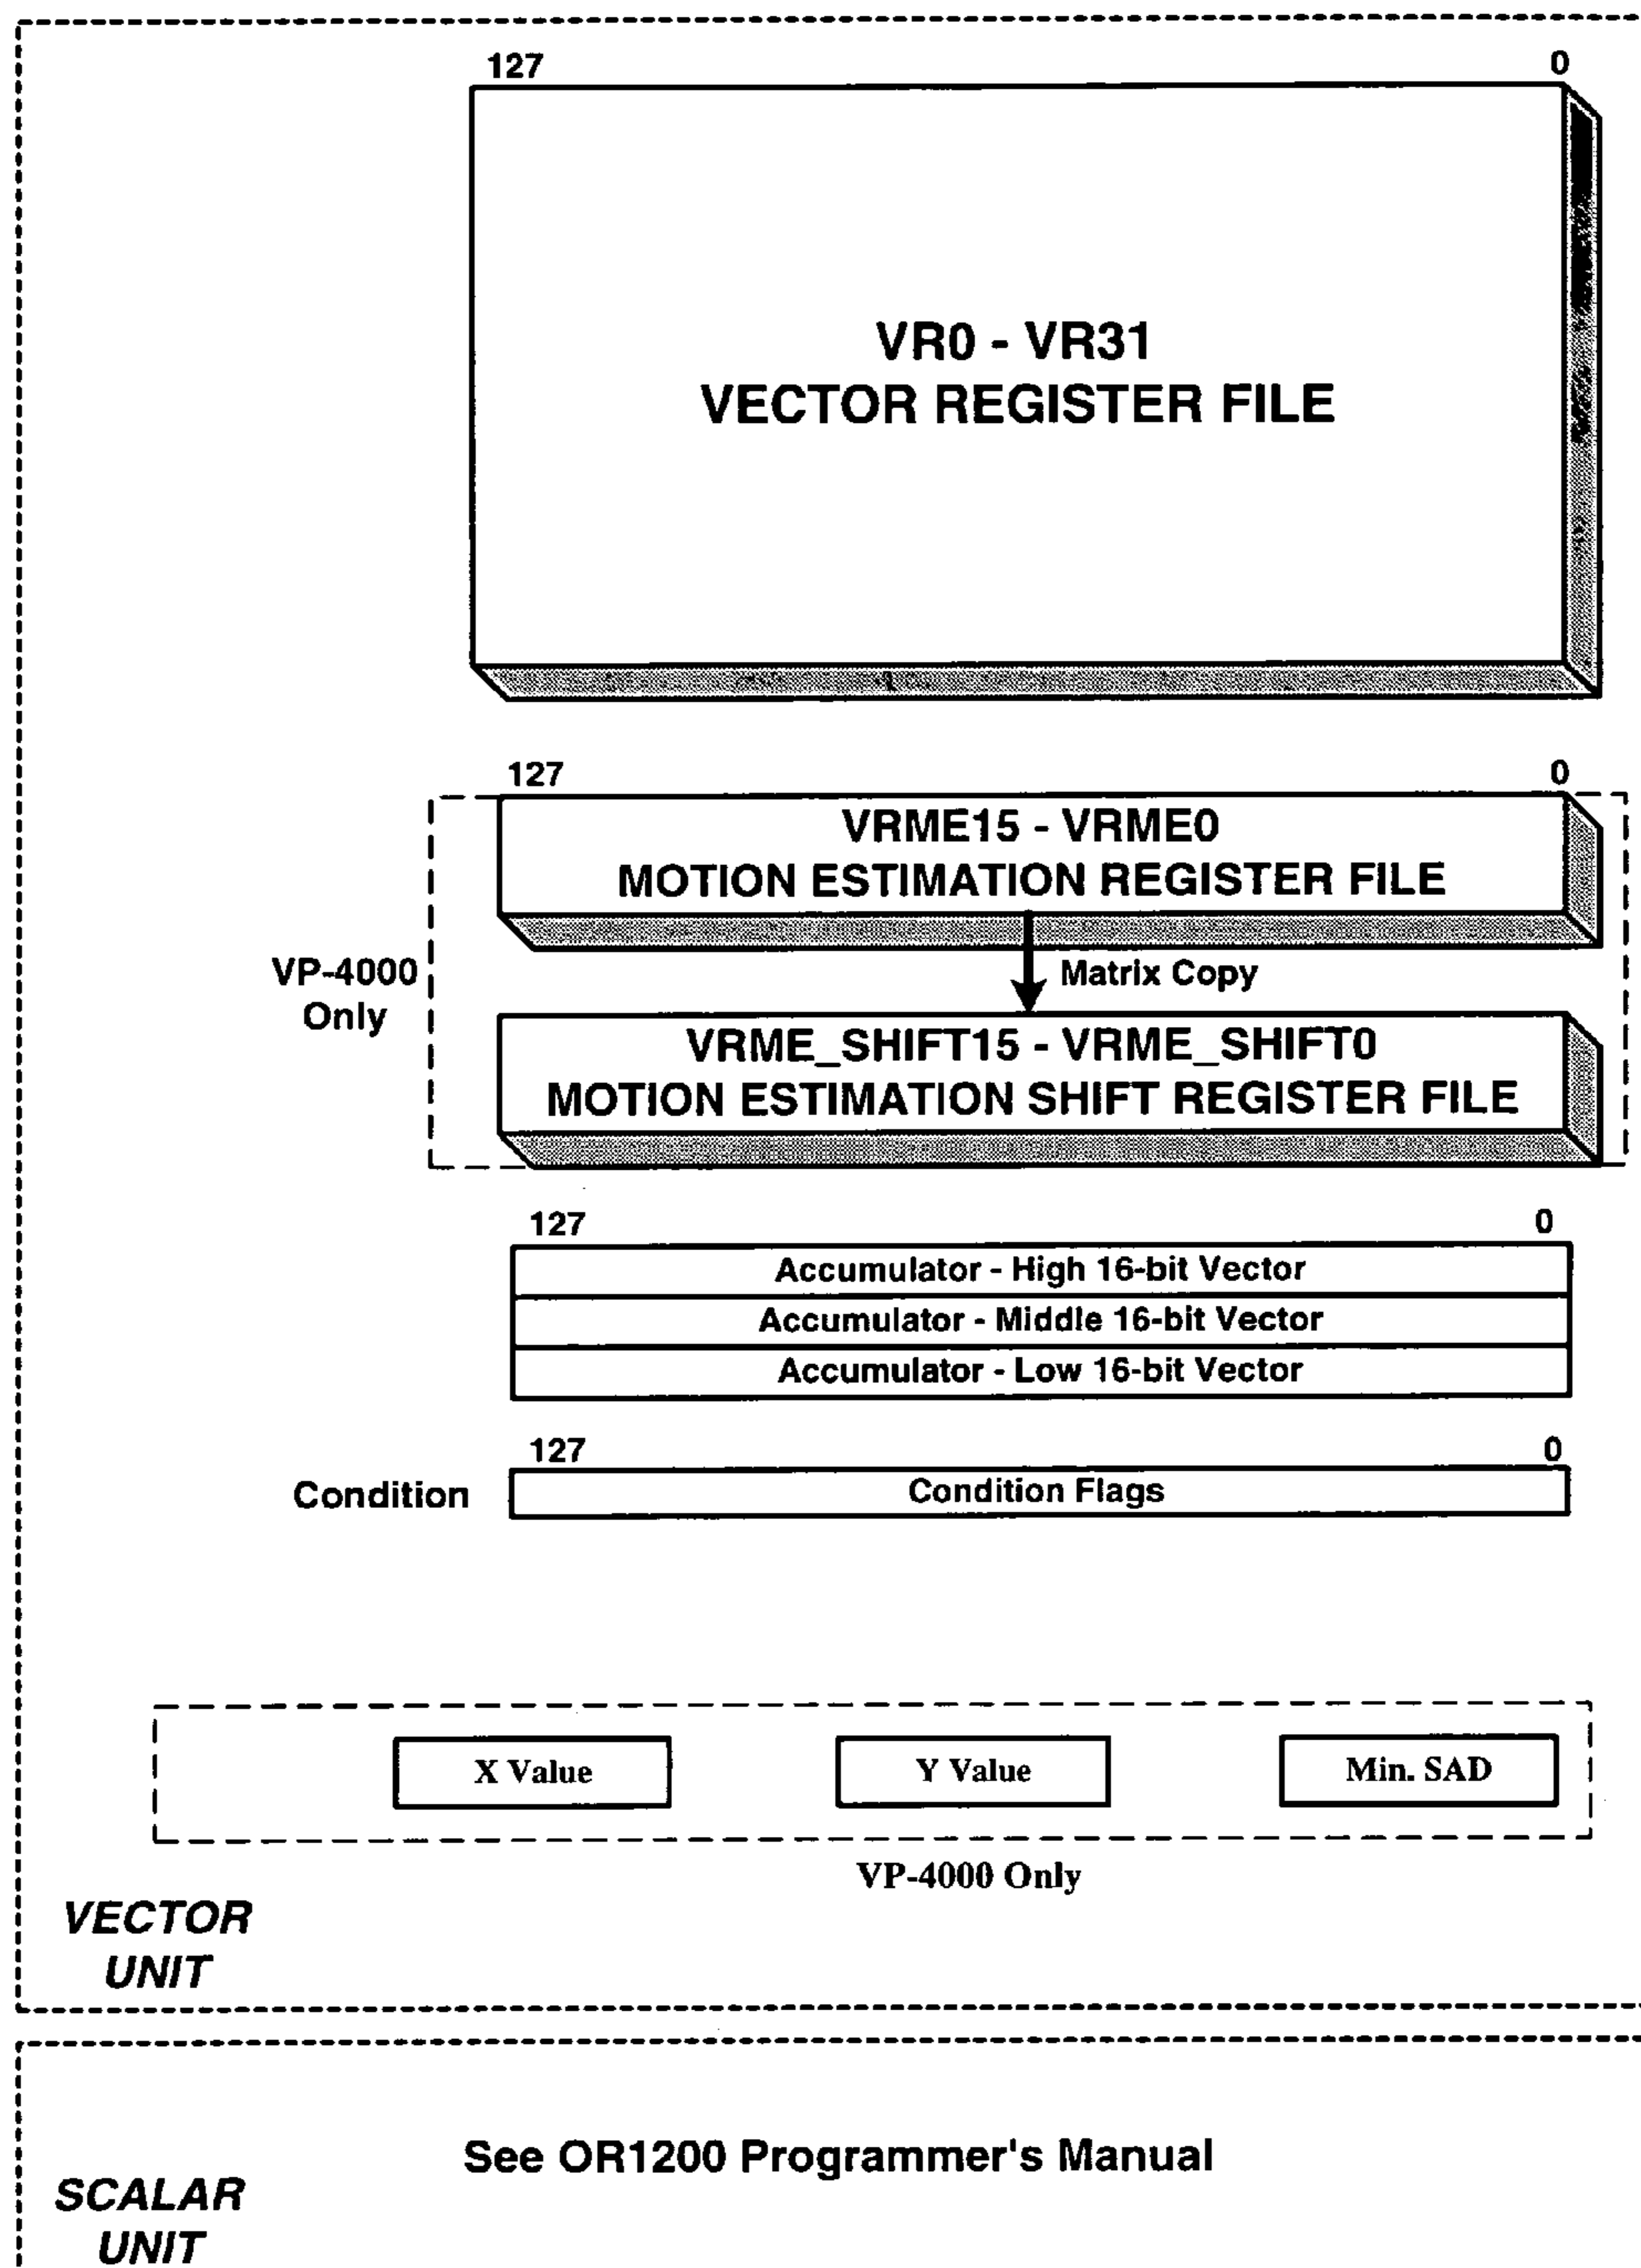 127 0
VR0 - VR31
VECTOR REGISTER FILE
127 0
VRME15 - VRME0
MOTION ESTIMATION REGISTER FILE
VP-4000
Only
Matrix Copy
VRME_SHIFT15 - VRME_SHIFT0
MOTION ESTIMATION SHIFT REGISTER FILE
127 0
Accumulator - High 16-bit Vector
Accumulator - Middle 16-bit Vector
Accumulator - Low 16-bit Vector
127 0
Condition
Condition Flags
X Value
Y Value
Min. SAD
VP-4000 Only
VECTOR
UNIT
See OR1200 Programmer's Manual
SCALAR
UNIT